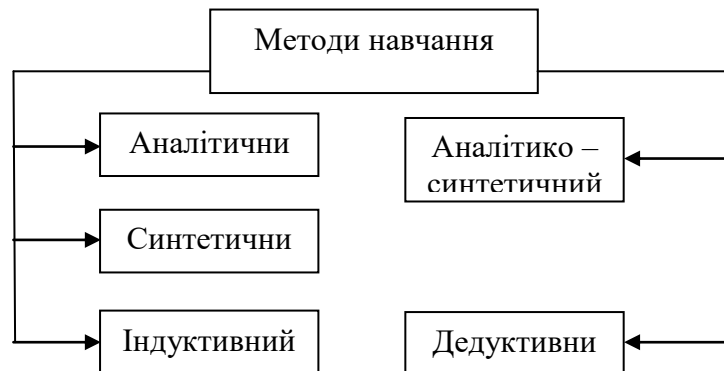 Методи навчання
Аналітични
Аналітико –
синтетичний
Синтетични
Індуктивний
Дедуктивни